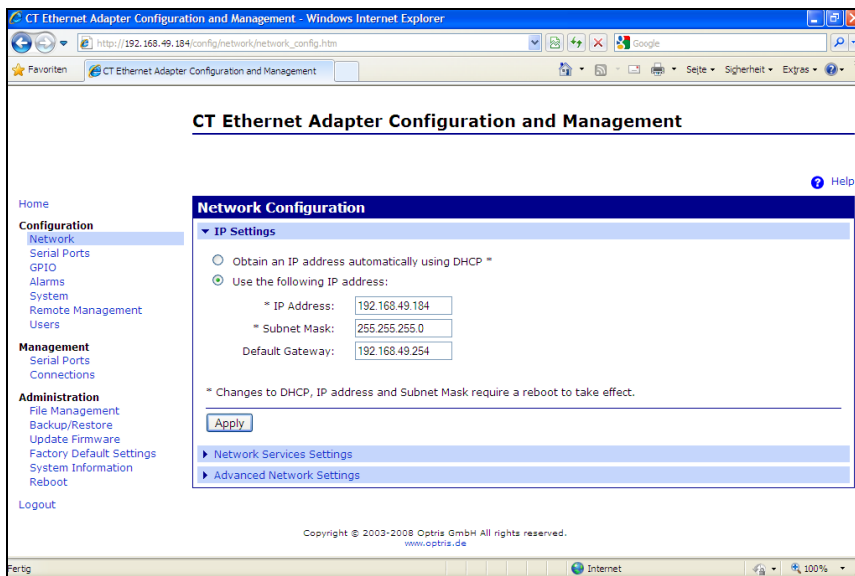 CT Ethernet Adapter Configuration and Management - Windows Internet Explorer
http://192.168.49.184/config/network/network_config.htm
Google
Favoriten
CT Ethernet Adapter Configuration and Management
Seite
Sicherheit
Extras
CT Ethernet Adapter Configuration and Management
Help
Home
Configuration
Network
Serial Ports
GPIO
Alarms
System
Remote Management
Users
Management
Serial Ports
Connections
Administration
File Management
Backup/Restore
Update Firmware
Factory Default Settings
System Information
Reboot
Logout
Network Configuration
IP Settings
Obtain an IP address automatically using DHCP *
Use the following IP address:
* IP Address: 192.168.49.184
* Subnet Mask: 255.255.255.0
Default Gateway: 192.168.49.254
* Changes to DHCP, IP address and Subnet Mask require a reboot to take effect.
Apply
Network Services Settings
Advanced Network Settings
Copyright © 2003-2008 Optris GmbH All rights reserved.
www.optris.de
Fertig
Internet
100%